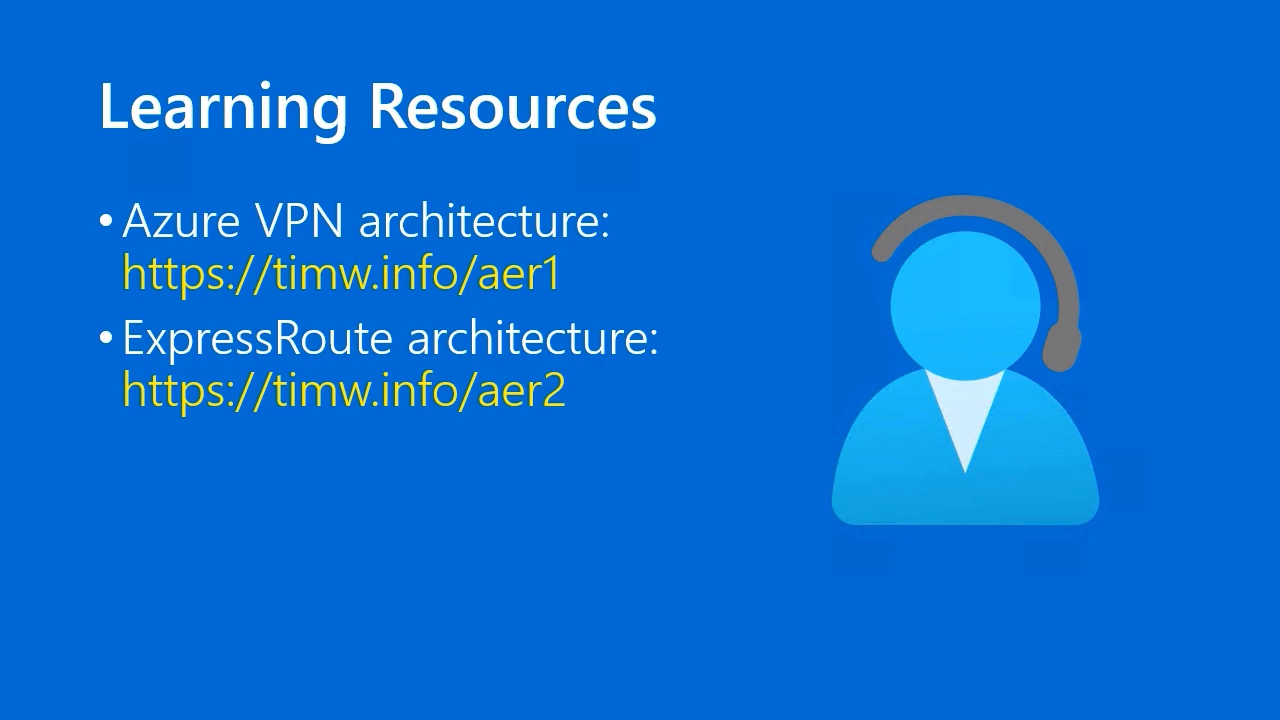 Learning Resources
• Azure VPN architecture:
https://timw.info/aer1
• ExpressRoute architecture:
https://timw.info/aer2